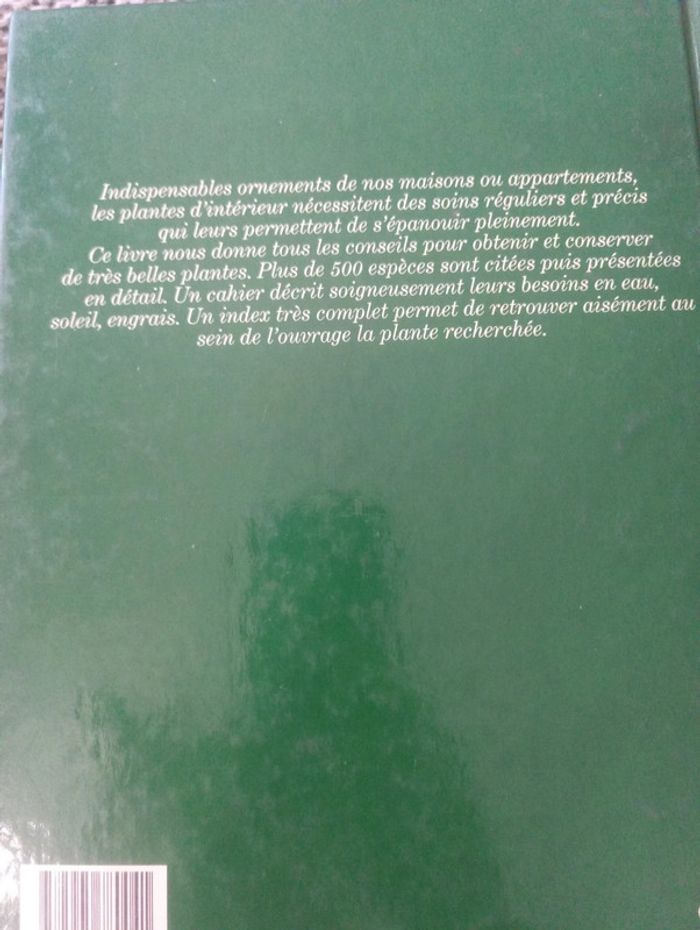 Indispensables ornements de nos maisons ou appartements,
les plantes d'intérieur nécessitent des soins réguliers et précis
qui leurs permettent de s'épanouir pleinement.
Ce livre nous donne tous les conseils pour obtenir et conserver
de très belles plantes. Plus de 500 espèces sont citées puis présentées
en détail. Un cahier décrit soigneusement leurs besoins en eau,
soleil, engrais. Un index très complet permet de retrouver aisément au
sein de l'ouvrage la plante recherchée.